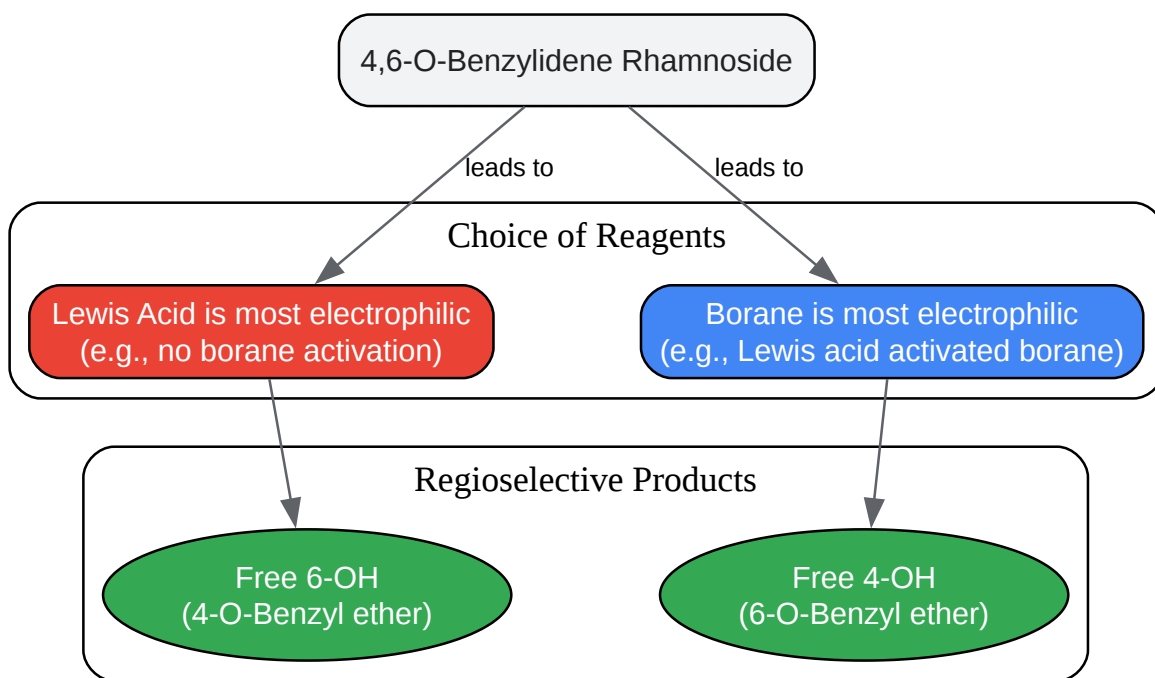 4,6-O-Benzylidene Rhamnoside
leads to
leads to
Choice of Reagents
Lewis Acid is most electrophilic
(e.g., no borane activation)
Borane is most electrophilic
(e.g., Lewis acid activated borane)
Regioselective Products
Free 6-OH
(4-O-Benzyl ether)
Free 4-OH
(6-O-Benzyl ether)